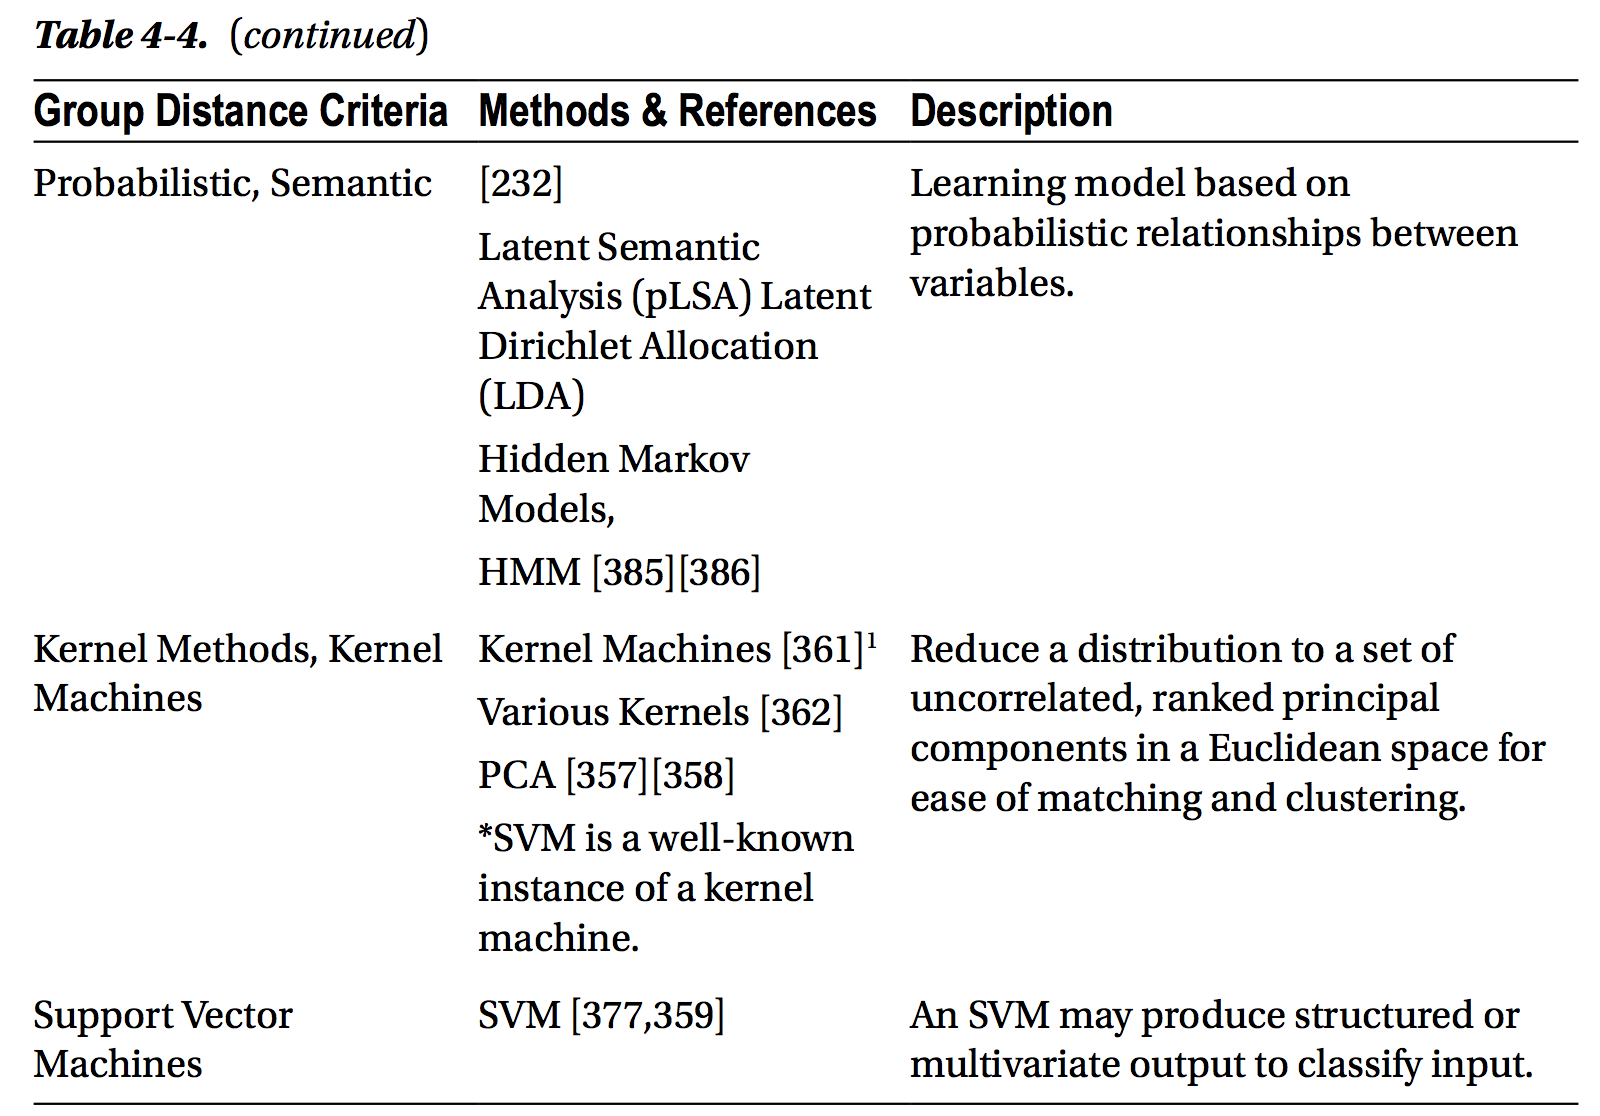 Table 4-4. (continued)
Group Distance Criteria Methods & References Description
Probabilistic, Semantic
[232]
Latent Semantic
Analysis (pLSA) Latent
Dirichlet Allocation
(LDA)
Hidden Markov
Models,
HMM [385][386]
Learning model based on
probabilistic relationships between
variables.
Kernel Methods, Kernel
Machines
Kernel Machines [361]¹
Various Kernels [362]
PCA [357][358]
*SVM is a well-known
instance of a kernel
machine.
Reduce a distribution to a set of
uncorrelated, ranked principal
components in a Euclidean space for
ease of matching and clustering.
Support Vector
Machines
SVM [377,359]
An SVM may produce structured or
multivariate output to classify input.